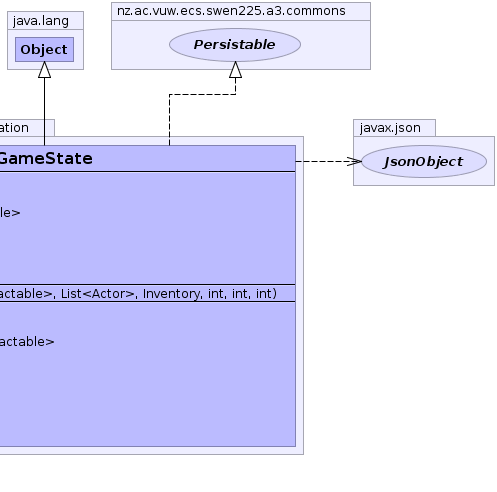 nz.ac.vuw.ecs.swen225.a3.commons
java.lang
Persistable
Object
ation
javax.json
GameState
JsonObject
le>
actable>, List<Actor>, Inventory, int, int, int)
actable>